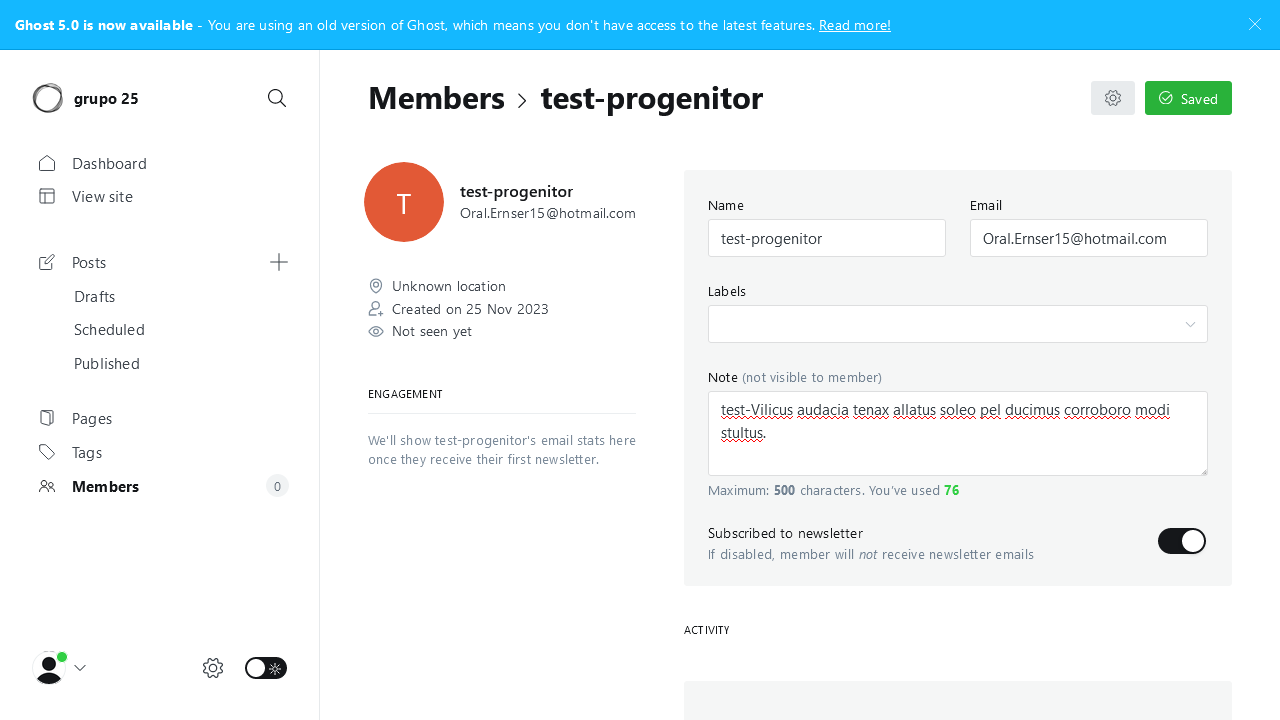 Ghost 5.0 is now available - You are using an old version of Ghost, which means you don't have access to the latest features. Read more!
grupo 25
Dashboard
View site
Posts
Drafts
Scheduled
Published
Pages
Tags
Members 0
Members > test-progenitor
Saved
T
test-progenitor
Oral.Ernser15@hotmail.com
Unknown location
Created on 25 Nov 2023
Not seen yet
ENGAGEMENT
We'll show test-progenitor's email stats here
once they receive their first newsletter.
Name
test-progenitor
Email
Oral.Ernser15@hotmail.com
Labels
Note (not visible to member)
test-Vilicus audacia tenax allatus soleo pel ducimus corroboro modi
stultus.
Maximum: 500 characters. You've used 76
Subscribed to newsletter
If disabled, member will not receive newsletter emails
ACTIVITY